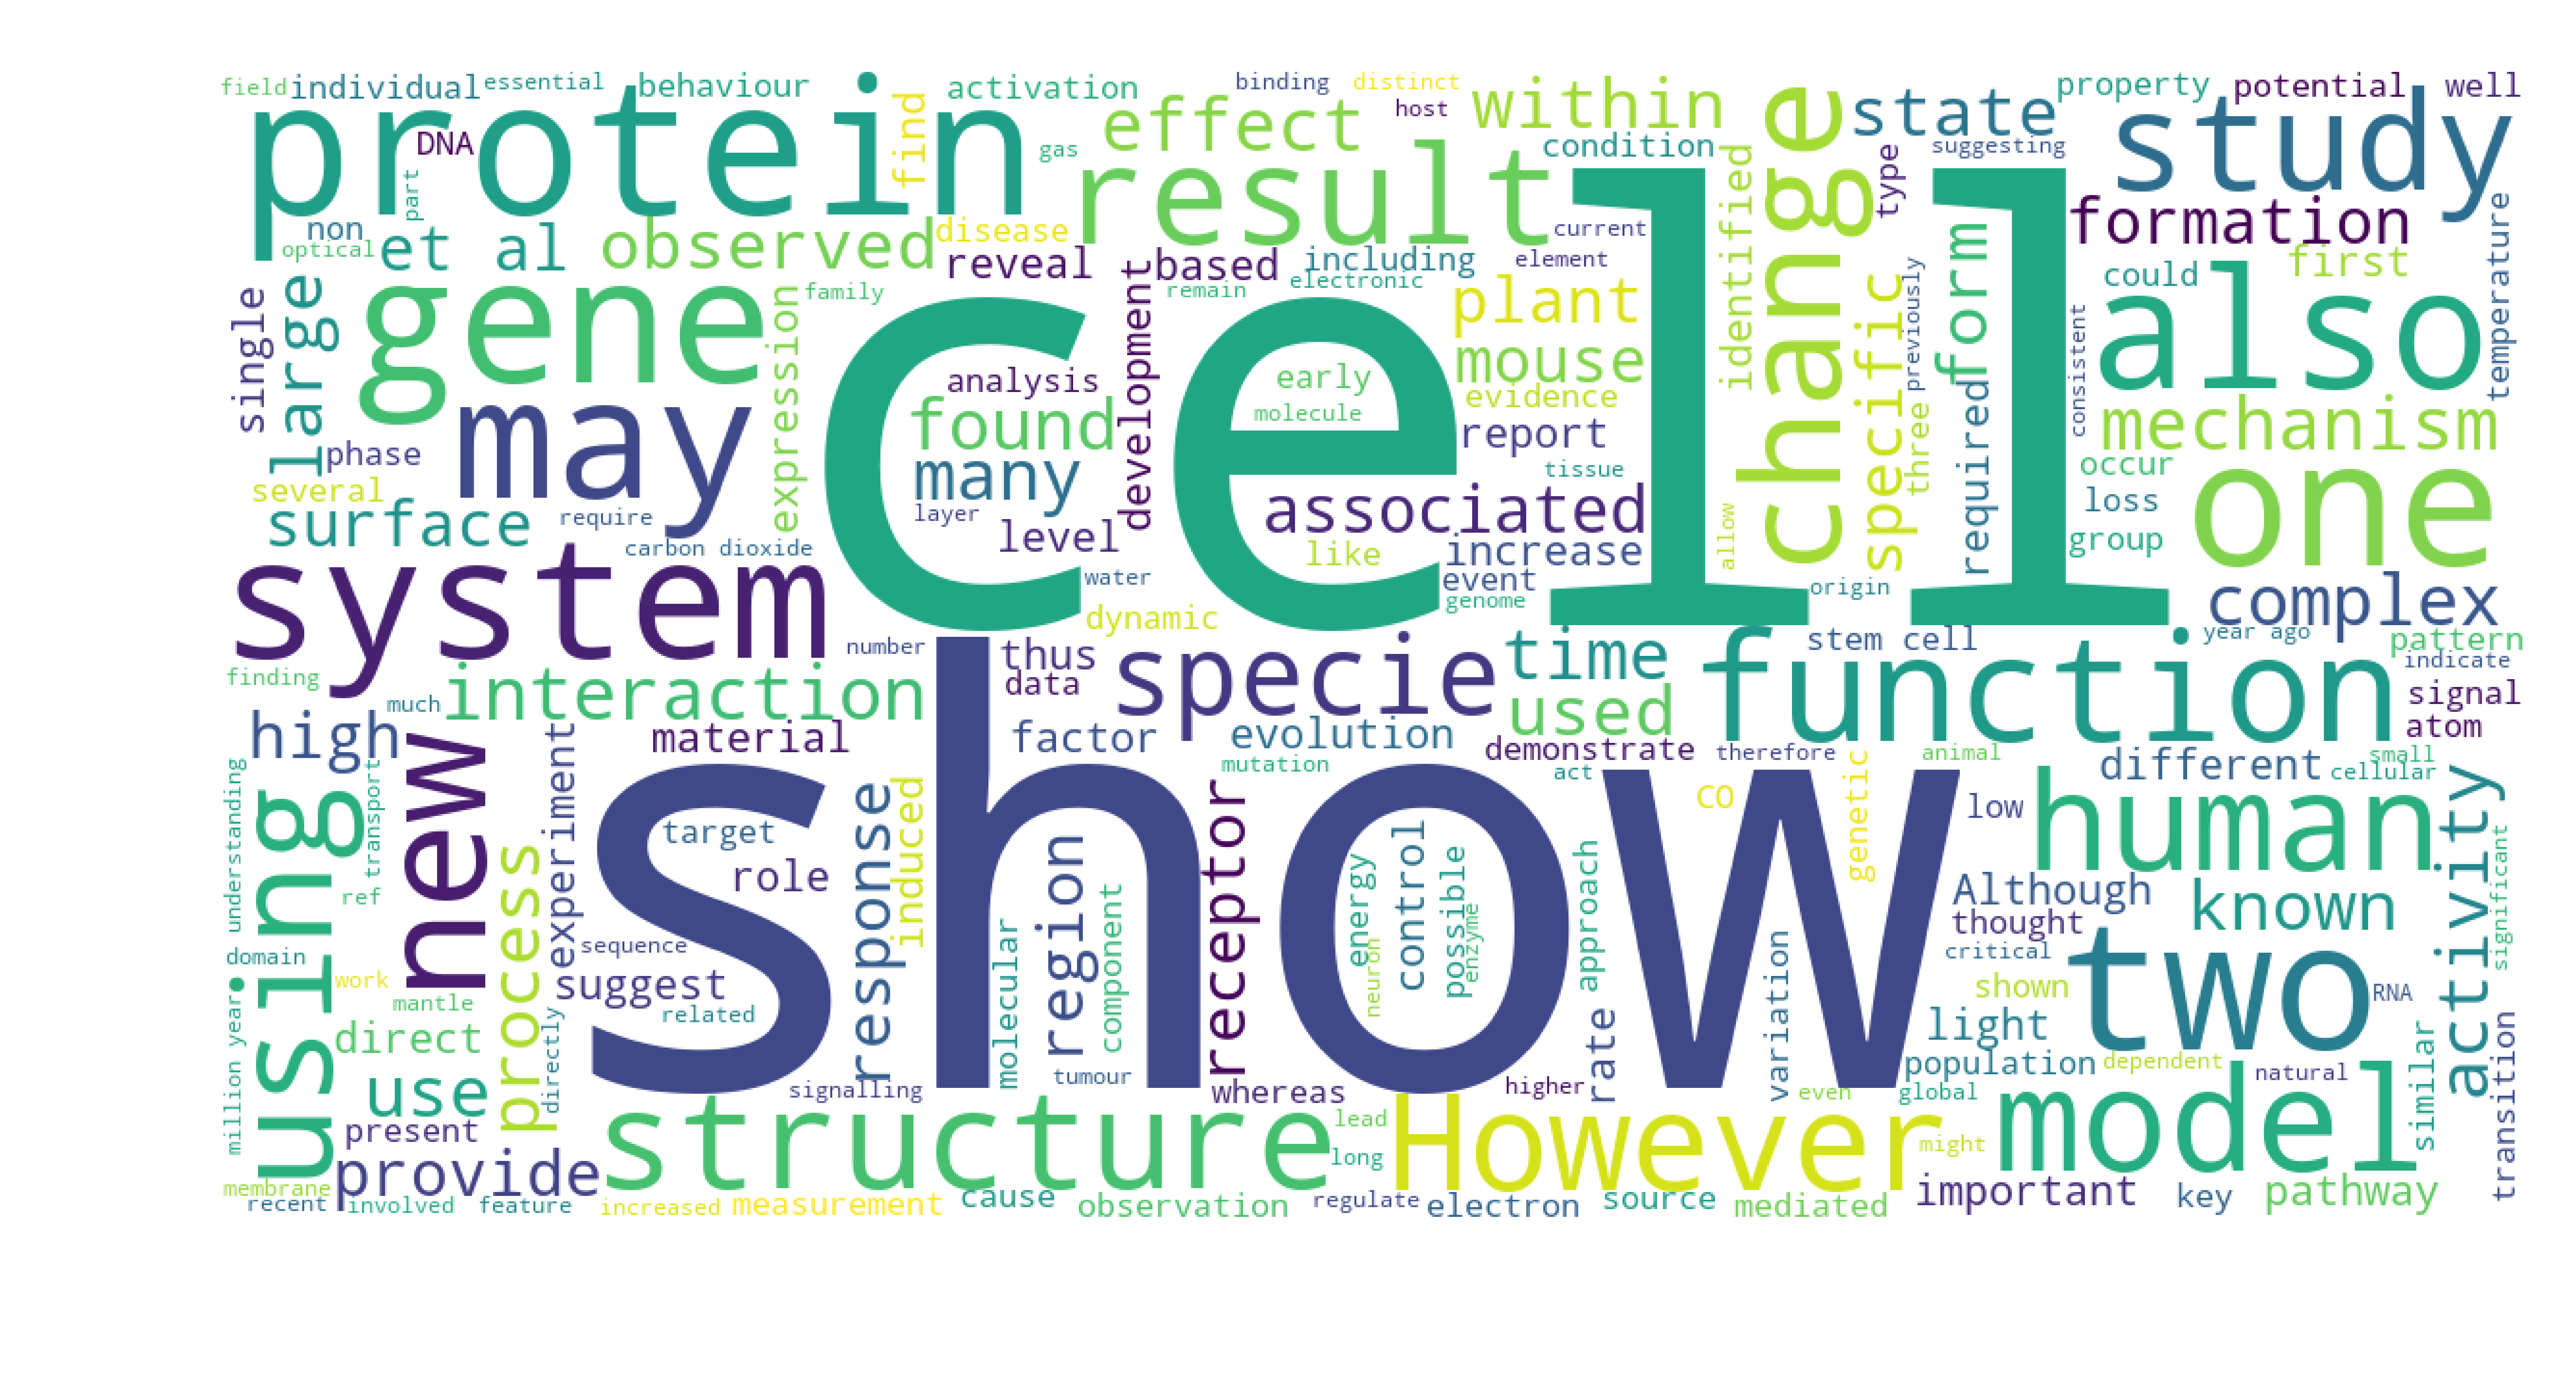 field individual essential behaviour activation binding distinct within property potential well
protein DNA find effect host change state study
part gas result condition identified type suggesting
non et al observed disease current formation temperature
optical reveal based including element form first
large gene family development remain electronic plant specific previously could also
single expression cell consistent
may analysis early mouse three required mechanism
found molecule evidence
phase many report occur one
several tissue loss
surface require layer associated allow group
system carbon dioxide level like increase
water event origin complex
dynamic genome
number thus specie time stem cell function year ago pattern
finding interaction data used indicate
much signal
high new material factor evolution demonstrate therefore animal atom
show mutation act different small
using understanding transport experiment target response induced receptor CO genetic low human cellular activity
process role region control energy possible approach Although known significant
ref component thought
sequence molecular neuron enzyme variation critical two
domain work suggest shown RNA
mantle related light
million year direct directly rate population dependent similar transition
use signalling tumour whereas higher even global natural model
present structure lead However might
provide long
membrane important key pathway
recent involved feature increased measurement cause observation regulate electron source mediated